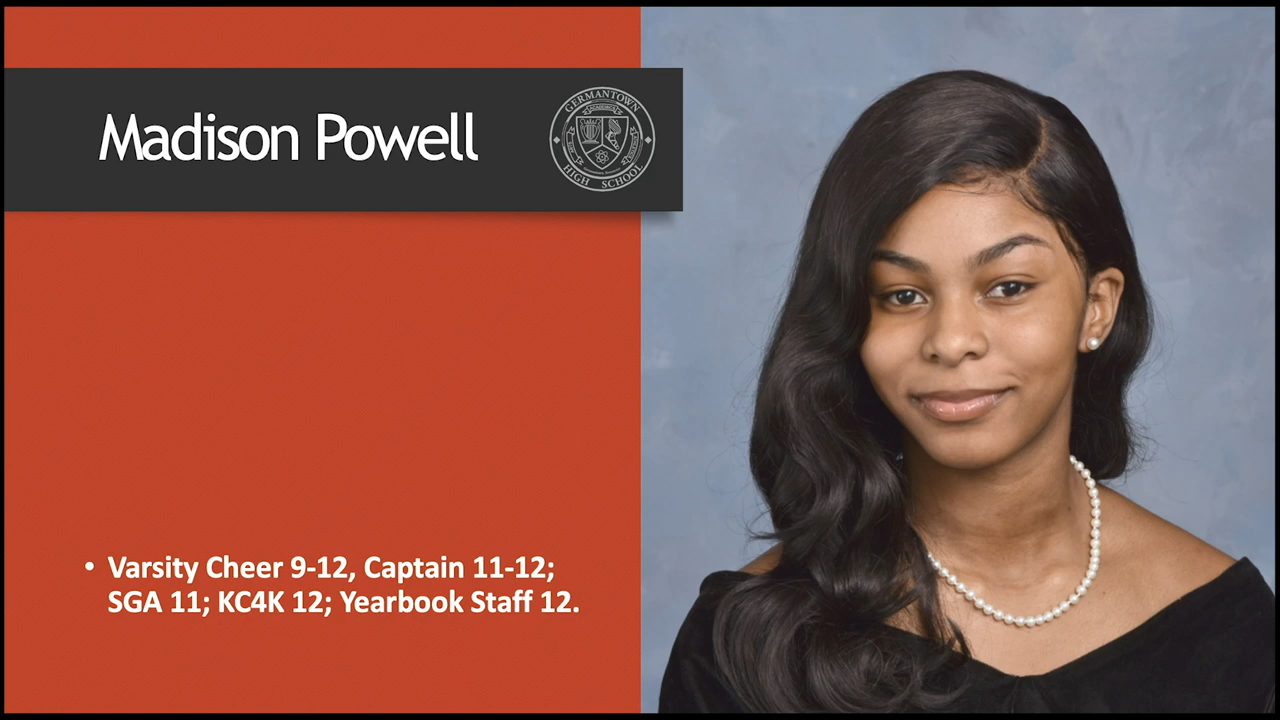 Madison Powell
GERMANTOWN
HIGH SCHOOL
• Varsity Cheer 9-12, Captain 11-12;
SGA 11; KC4K 12; Yearbook Staff 12.